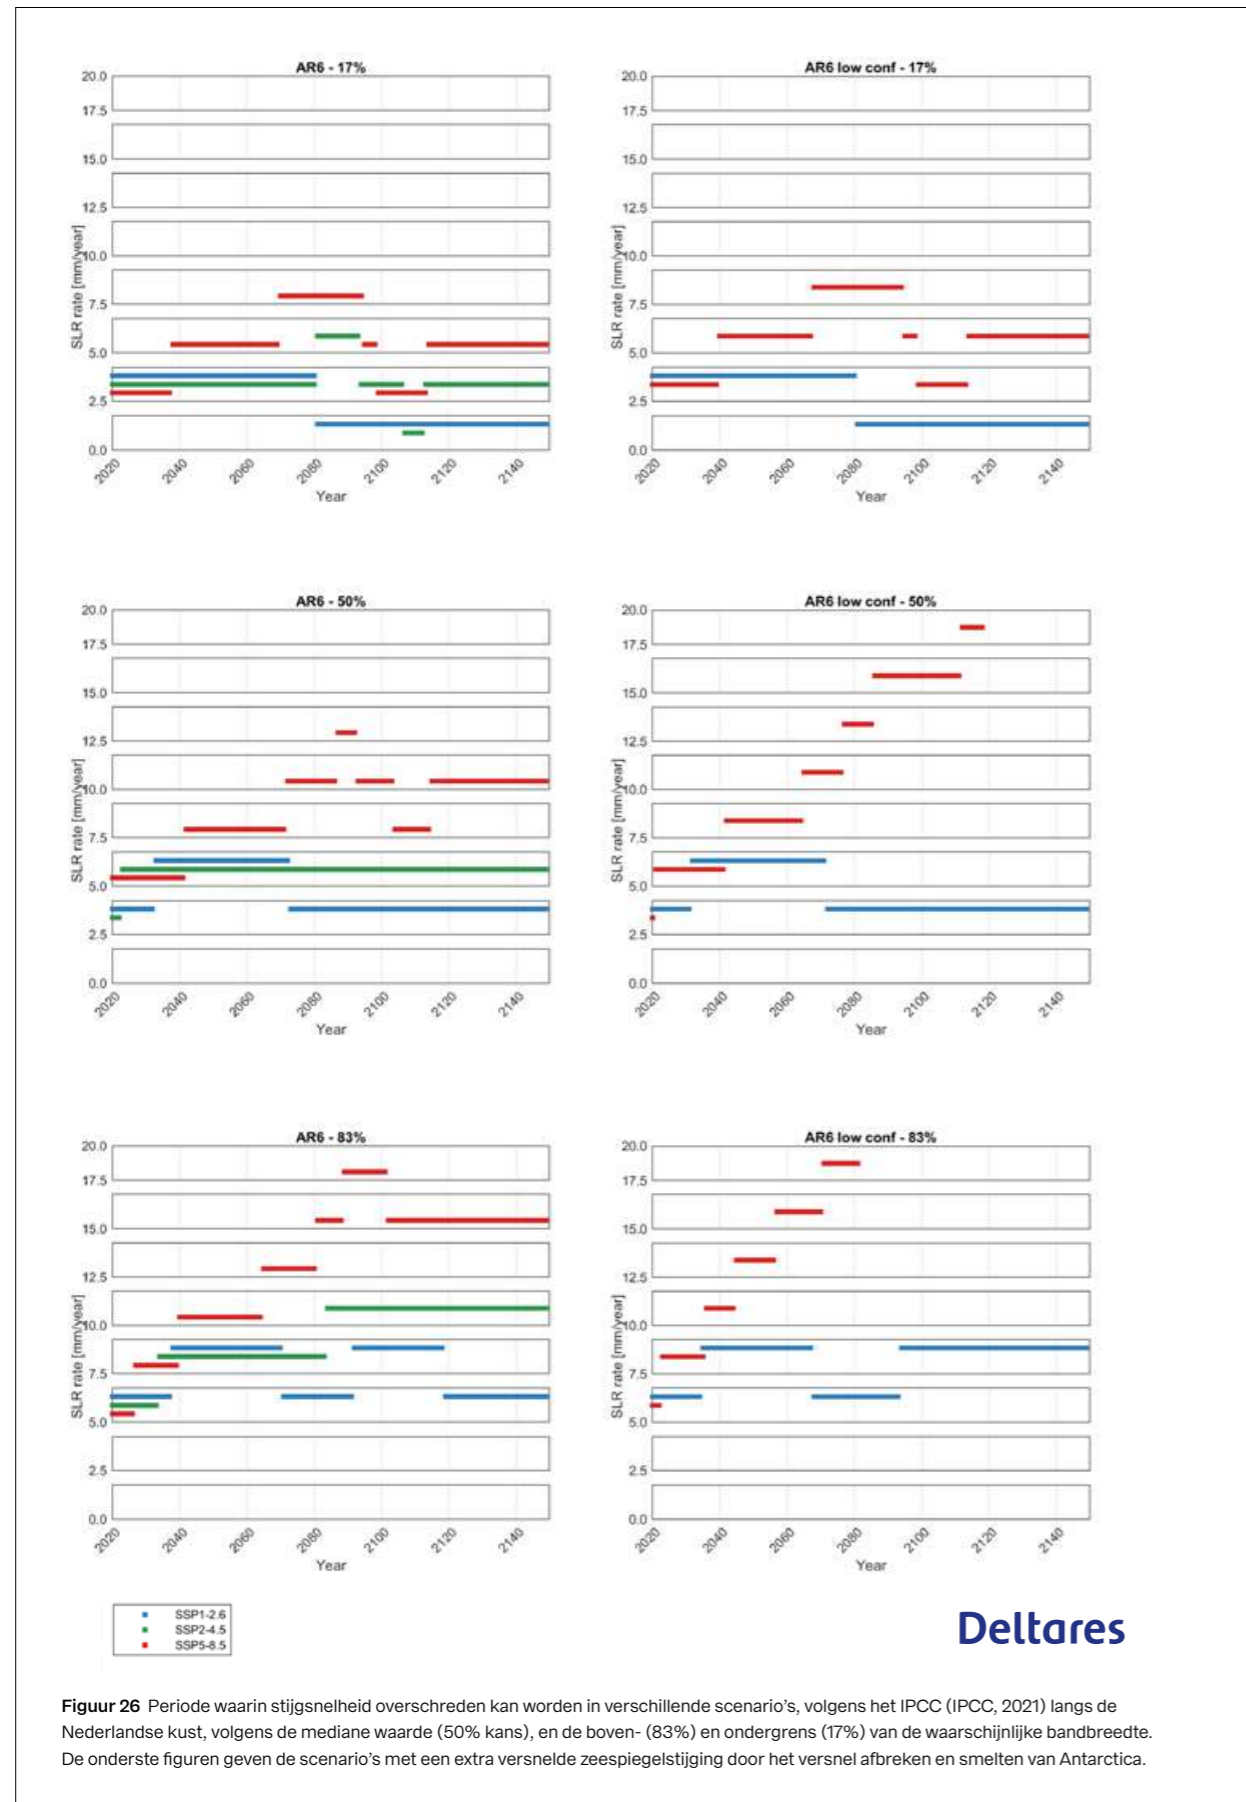 AR6 - 17%
20.0
17.5
15.0
12.5
10.0
7.5
5.0
2.5
0.0
SLR rate [mm/year]
2020 2040 2060 2080 2100 2120 2140
Year
AR6 low conf - 17%
20.0
17.5
15.0
12.5
10.0
7.5
5.0
2.5
0.0
SLR rate [mm/year]
2020 2040 2060 2080 2100 2120 2140
Year
AR6 - 50%
20.0
17.5
15.0
12.5
10.0
7.5
5.0
2.5
0.0
SLR rate [mm/year]
2020 2040 2060 2080 2100 2120 2140
Year
AR6 low conf - 50%
20.0
17.5
15.0
12.5
10.0
7.5
5.0
2.5
0.0
SLR rate [mm/year]
2020 2040 2060 2080 2100 2120 2140
Year
AR6 - 83%
20.0
17.5
15.0
12.5
10.0
7.5
5.0
2.5
0.0
SLR rate [mm/year]
2020 2040 2060 2080 2100 2120 2140
Year
AR6 low conf - 83%
20.0
17.5
15.0
12.5
10.0
7.5
5.0
2.5
0.0
SLR rate [mm/year]
2020 2040 2060 2080 2100 2120 2140
Year
SSP1-2.6
SSP2-4.5
SSP5-8.5
Deltares
Figuur 26 Periode waarin stijgsnelheid overschreden kan worden in verschillende scenario's, volgens het IPCC (IPCC, 2021) langs de
Nederlandse kust, volgens de mediane waarde (50% kans), en de boven- (83%) en ondergrens (17%) van de waarschijnlijke bandbreedte.
De onderste figuren geven de scenario's met een extra versnelde zeespiegelstijging door het versnel afbreken en smelten van Antarctica.